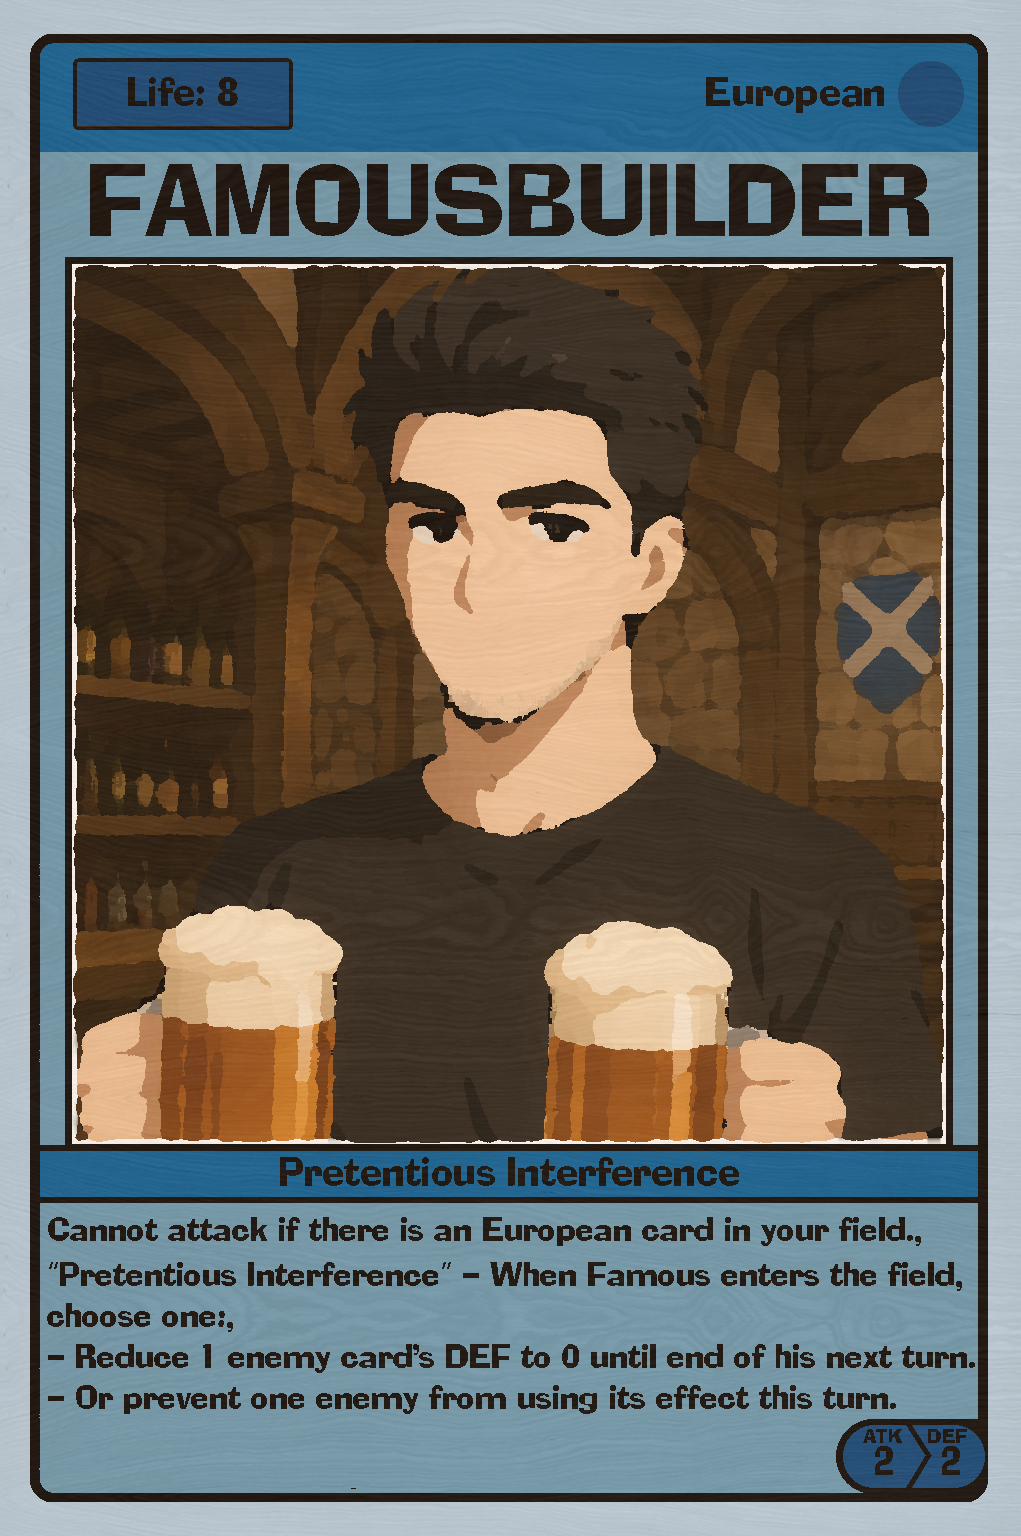 Life: 8
European
FAMOUSBUILDER
Pretentious Interference
Cannot attack if there is an European card in your field.,
"Pretentious Interference" – When Famous enters the field,
choose one:,
– Reduce 1 enemy card's DEF to 0 until end of his next turn.
– Or prevent one enemy from using its effect this turn.
ATK DEF
2 2